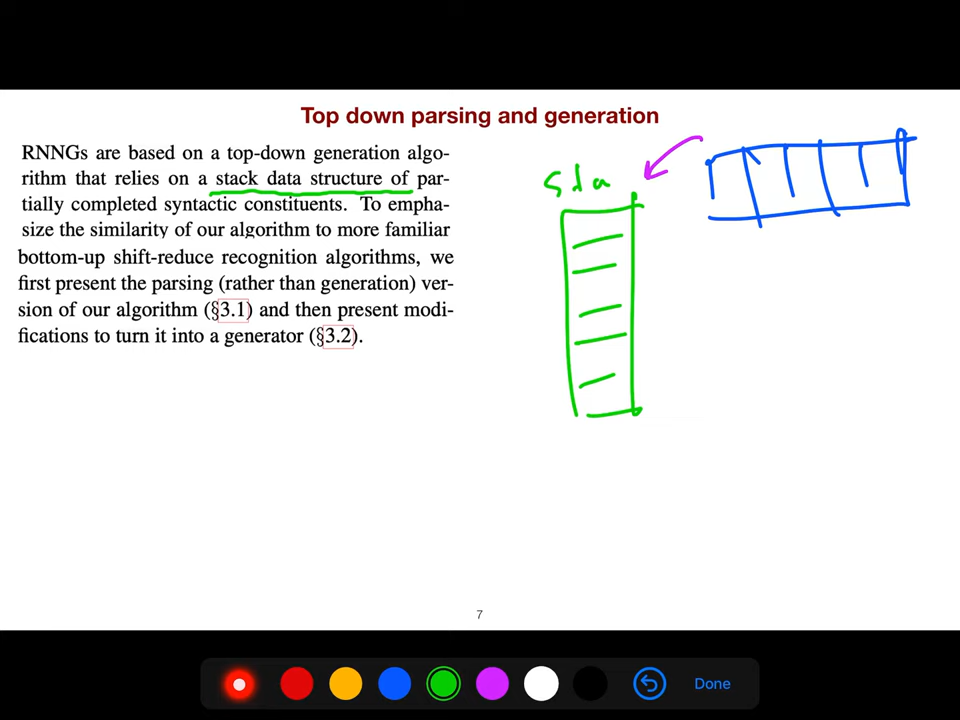 Top down parsing and generation
RNNGs are based on a top-down generation algo-
rithm that relies on a stack data structure of par-
tially completed syntactic constituents. To empha-
size the similarity of our algorithm to more familiar
bottom-up shift-reduce recognition algorithms, we
first present the parsing (rather than generation) ver-
sion of our algorithm (§3.1) and then present modi-
fications to turn it into a generator (§3.2).
sta
7
Done